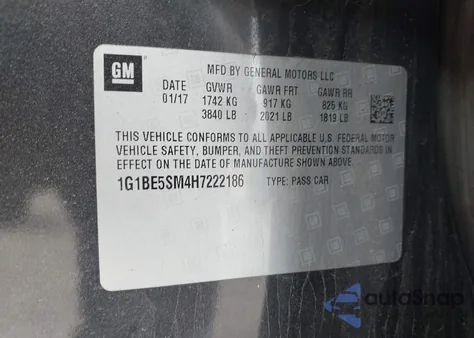 GM
MFD BY GENERAL MOTORS LLC
DATE GVWR GAWR FRT GAWR RR
01/17 1742 KG 917 KG 825 KG
3840 LB 2021 LB 1819 LB
THIS VEHICLE CONFORMS TO ALL APPLICABLE U.S. FEDERAL MOTOR
VEHICLE SAFETY, BUMPER, AND THEFT PREVENTION STANDARDS IN
EFFECT ON THE DATE OF MANUFACTURE SHOWN ABOVE.
1G1BE5SM4H7222186 TYPE: PASS CAR
autoSnap